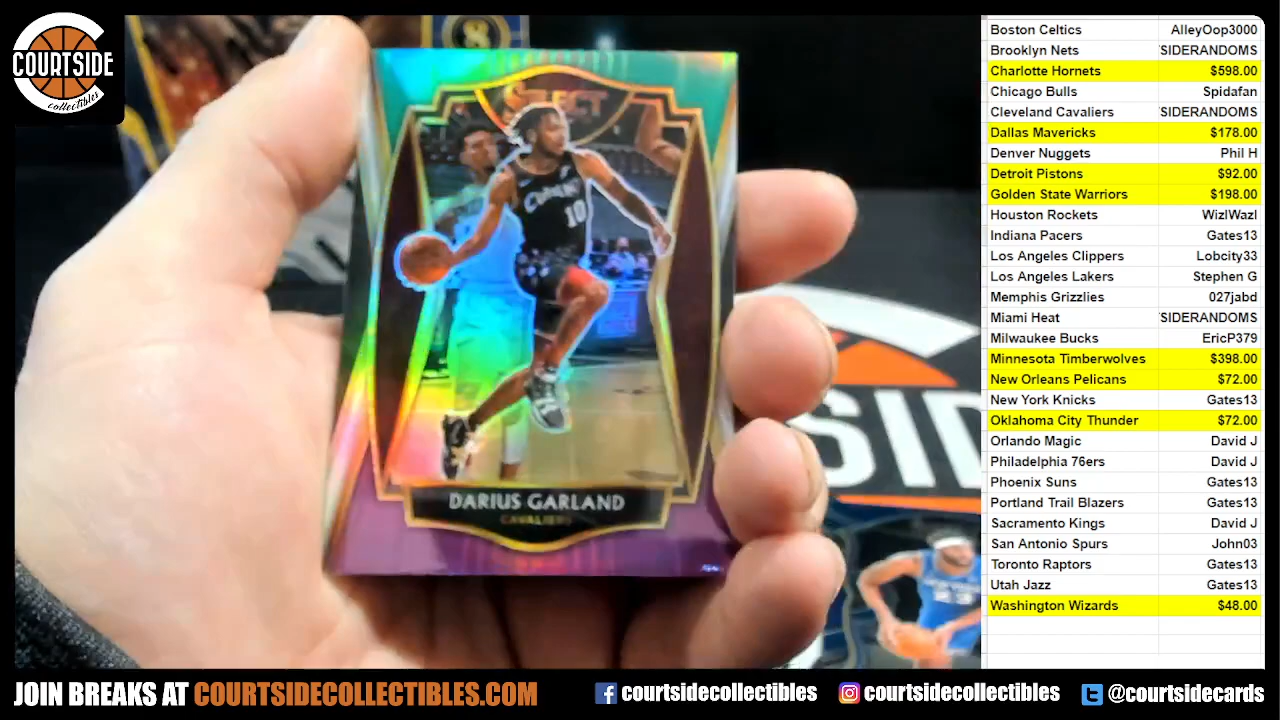 COURTSIDE
collectibles
8
SELECT
10
DARIUS GARLAND
CAVALIERS
SID
Boston Celtics AlleyOop3000
Brooklyn Nets SIDERANDOMS
Charlotte Hornets $598.00
Chicago Bulls Spidafan
Cleveland Cavaliers SIDERANDOMS
Dallas Mavericks $178.00
Denver Nuggets Phil H
Detroit Pistons $92.00
Golden State Warriors $198.00
Houston Rockets WizlWazl
Indiana Pacers Gates13
Los Angeles Clippers Lobcity33
Los Angeles Lakers Stephen G
Memphis Grizzlies 027jabd
Miami Heat SIDERANDOMS
Milwaukee Bucks EricP379
Minnesota Timberwolves $398.00
New Orleans Pelicans $72.00
New York Knicks Gates13
Oklahoma City Thunder $72.00
Orlando Magic David J
Philadelphia 76ers David J
Phoenix Suns Gates13
Portland Trail Blazers Gates13
Sacramento Kings David J
San Antonio Spurs John03
Toronto Raptors Gates13
Utah Jazz Gates13
Washington Wizards $48.00
JOIN BREAKS AT COURTSIDECOLLECTIBLES.COM courtsidecollectibles courtsidecollectibles @courtsidecards